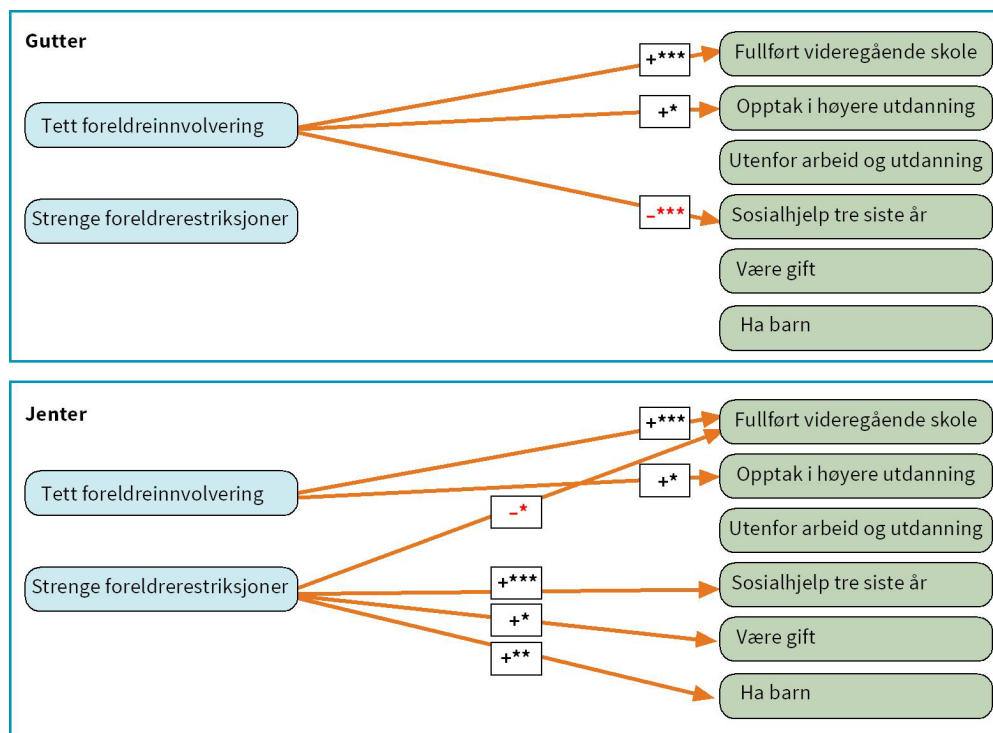 Gutter
Fullført videregående skole
+***
Opptak i høyere utdanning
+*
Tett foreldreinnvolvering
Utenfor arbeid og utdanning
Strenge foreldrerestriksjoner
–***
Sosialhjelp tre siste år
Være gift
Ha barn
Jenter
+***
Fullført videregående skole
Tett foreldreinnvolvering
+*
Opptak i høyere utdanning
–*
Utenfor arbeid og utdanning
Strenge foreldrerestriksjoner
+***
Sosialhjelp tre siste år
+*
Være gift
+**
Ha barn